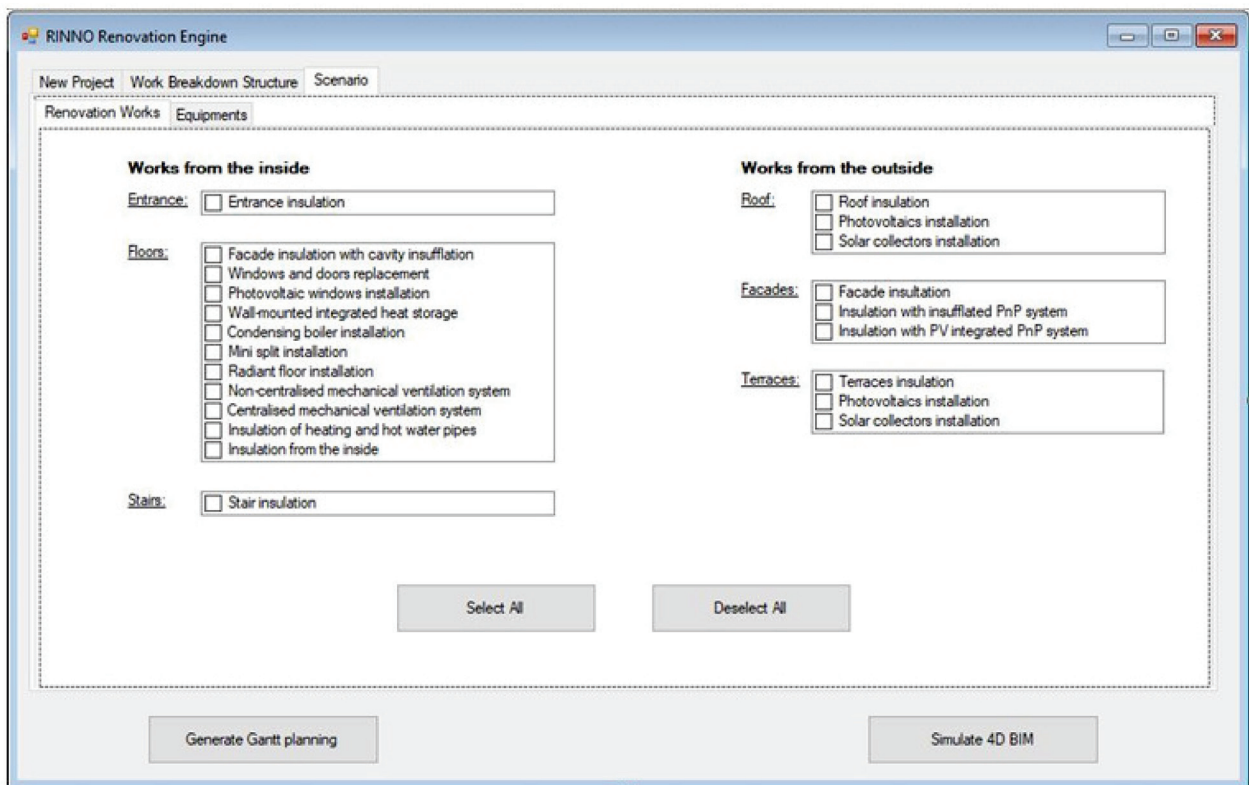 RINNO Renovation Engine
New Project Work Breakdown Structure Scenario
Renovation Works Equipments
Works from the inside
Entrance: Entrance insulation
Floors: Facade insulation with cavity insufflation
Windows and doors replacement
Photovoltaic windows installation
Wall-mounted integrated heat storage
Condensing boiler installation
Mini split installation
Radiant floor installation
Non-centralised mechanical ventilation system
Centralised mechanical ventilation system
Insulation of heating and hot water pipes
Insulation from the inside
Stairs: Stair insulation
Works from the outside
Roof: Roof insulation
Photovoltaics installation
Solar collectors installation
Facades: Facade insultation
Insulation with insufflated PnP system
Insulation with PV integrated PnP system
Terraces: Terraces insulation
Photovoltaics installation
Solar collectors installation
Select All Deselect All
Generate Gantt planning Simulate 4D BIM